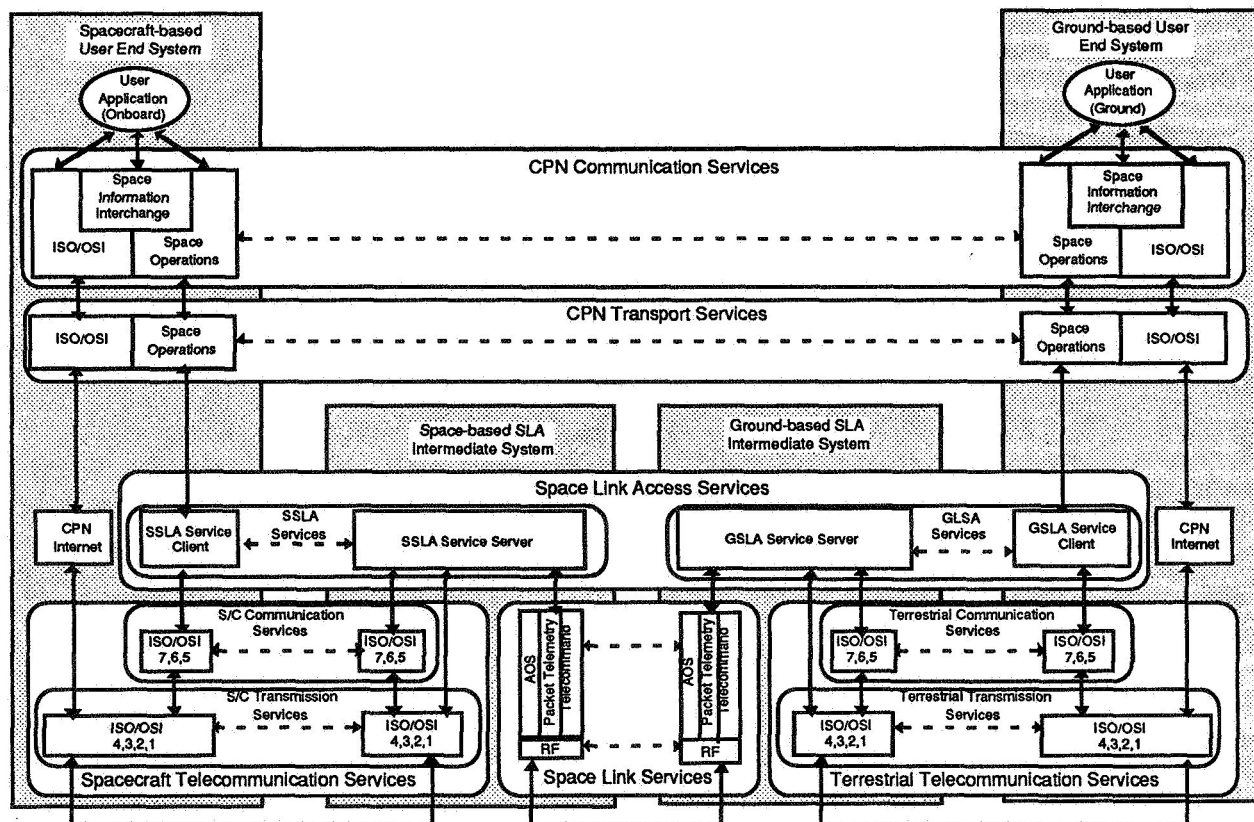 Spacecraft-based
User End System
Ground-based User
End System
User
Application
(Onboard)
User
Application
(Ground)
CPN Communication Services
Space
Information
Interchange
Space
Information
Interchange
ISO/OSI
Space
Operations
Space
Operations
ISO/OSI
CPN Transport Services
ISO/OSI
Space
Operations
Space
Operations
ISO/OSI
Space-based SLA
Intermediate System
Ground-based SLA
Intermediate System
Space Link Access Services
CPN
Internet
SSLA Service
Client
SSLA
Services
SSLA Service Server
GSLA Service Server
GLSA
Services
GSLA Service
Client
CPN
Internet
S/C Communication
Services
ISO/OSI
7,6,5
ISO/OSI
7,6,5
AOS
Packet Telemetry
Telecommand
RF
AOS
Packet Telemetry
Telecommand
RF
Terrestrial Communication
Services
ISO/OSI
7,6,5
ISO/OSI
7,6,5
S/C Transmission
Services
ISO/OSI
4,3,2,1
ISO/OSI
4,3,2,1
Terrestrial Transmission
Services
ISO/OSI
4,3,2,1
ISO/OSI
4,3,2,1
Spacecraft Telecommunication Services
Space Link Services
Terrestrial Telecommunication Services